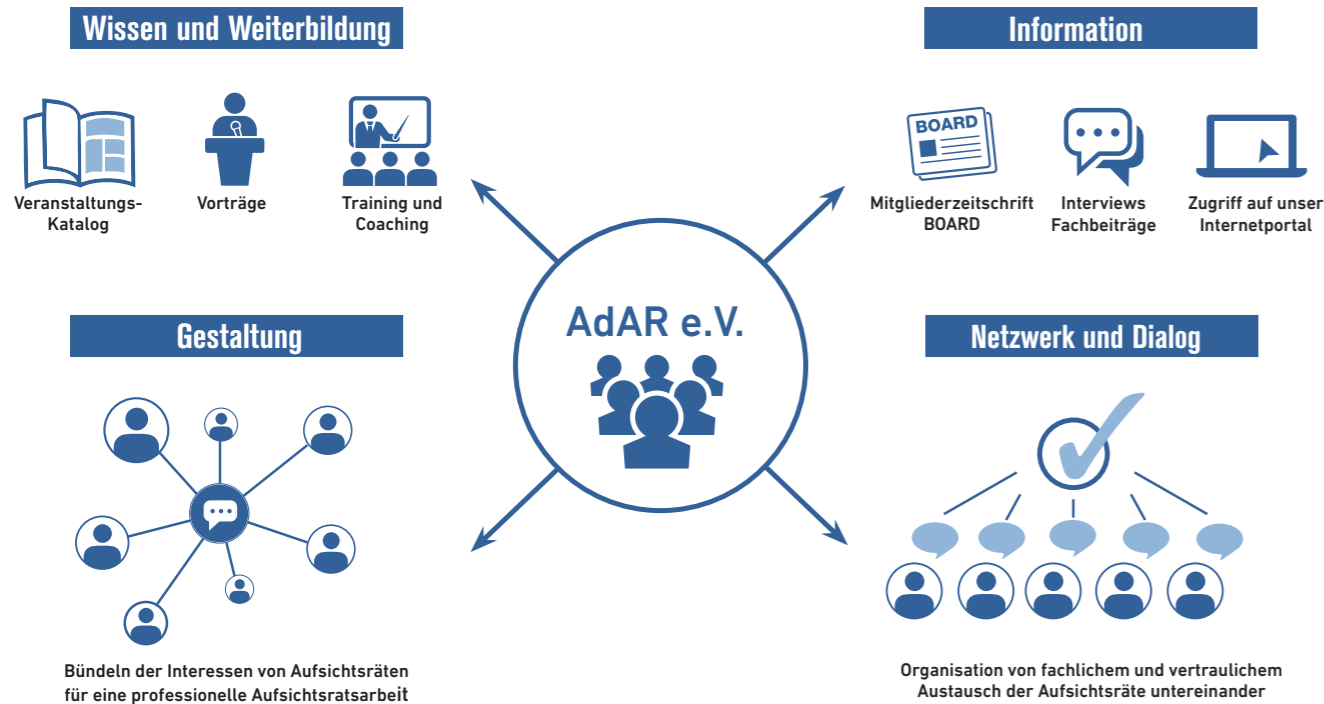 Wissen und Weiterbildung
Veranstaltungs-
Katalog
Vorträge
Training und
Coaching
Information
BOARD
Mitgliederzeitschrift
BOARD
Interviews
Fachbeiträge
Zugriff auf unser
Internetportal
AdAR e.V.
Gestaltung
Bündeln der Interessen von Aufsichtsräten
für eine professionelle Aufsichtsratsarbeit
Netzwerk und Dialog
Organisation von fachlichem und vertraulichem
Austausch der Aufsichtsräte untereinander